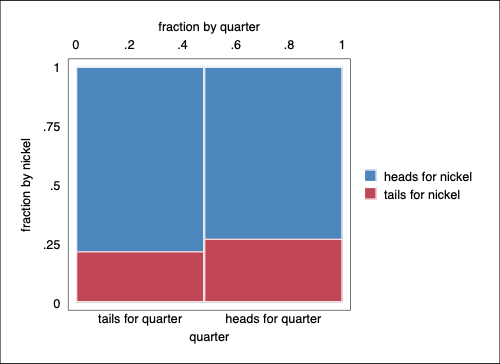 fraction by quarter
0 .2 .4 .6 .8 1
1
.75
.5
.25
0
fraction by nickel
heads for nickel
tails for nickel
tails for quarter heads for quarter
quarter